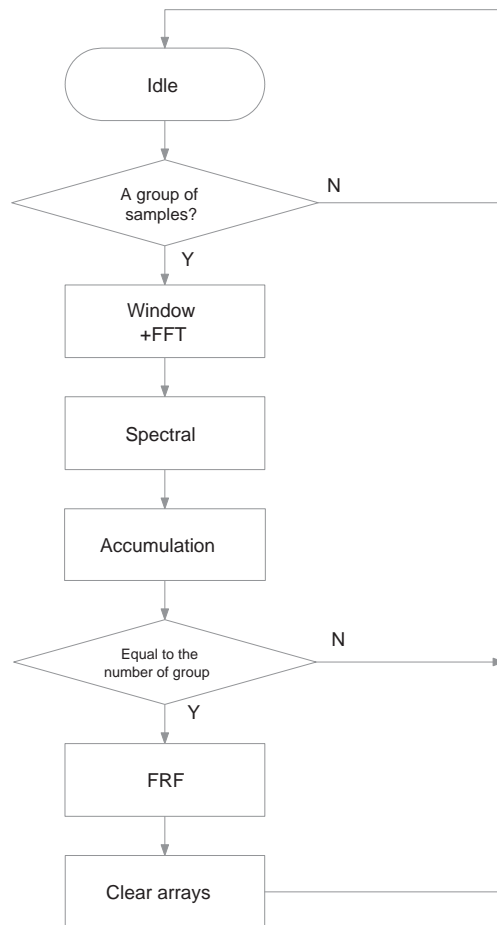 Idle
A group of
samples?
N
Y
Window
+FFT
Spectral
Accumulation
Equal to the
number of group
N
Y
FRF
Clear arrays